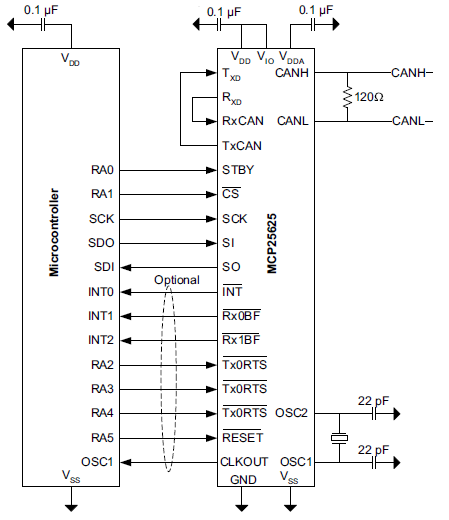 0.1 µF 0.1 µF 0.1 µF
VDD VDD VIO VDDA
TXD CANH CANH
RXD 120Ω
RxCAN CANL CANL
TxCAN
RA0 STBY
RA1 CS
SCK SCK
SDO SI
SDI SO
Optional
INT0 INT
INT1 Rx0BF
INT2 Rx1BF
RA2 Tx0RTS
RA3 Tx0RTS
RA4 Tx0RTS OSC2 22 pF
RA5 RESET
OSC1 CLKOUT OSC1 22 pF
VSS GND VSS
Microcontroller
MCP25625